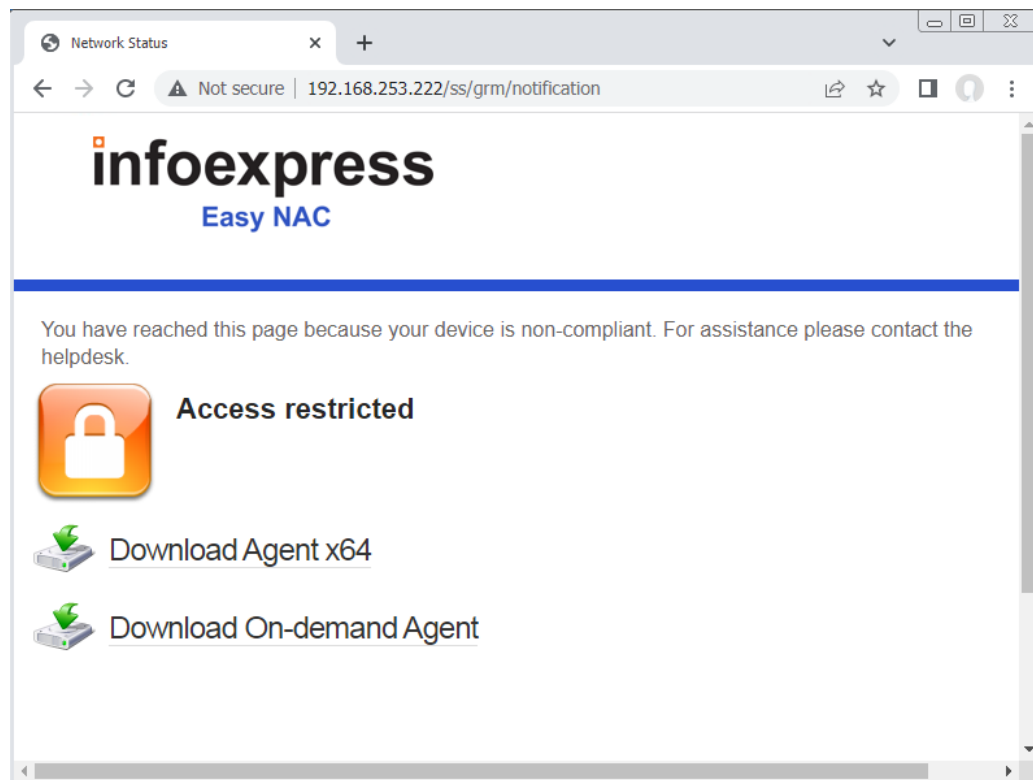 Network Status
Not secure | 192.168.253.222/ss/grm/notification
infoexpress
Easy NAC
You have reached this page because your device is non-compliant. For assistance please contact the
helpdesk.
Access restricted
Download Agent x64
Download On-demand Agent